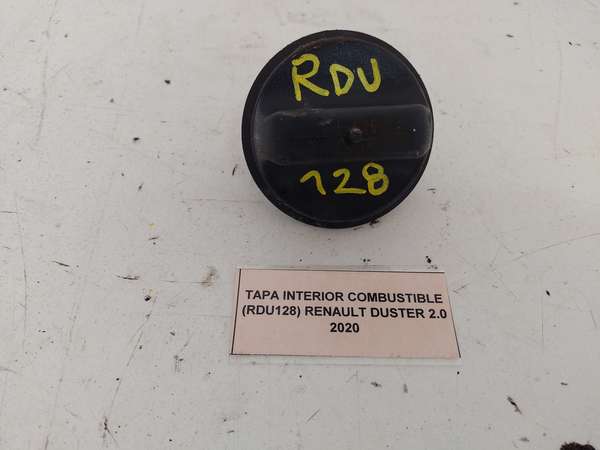 RDU
128
TAPA INTERIOR COMBUSTIBLE
(RDU128) RENAULT DUSTER 2.0
2020